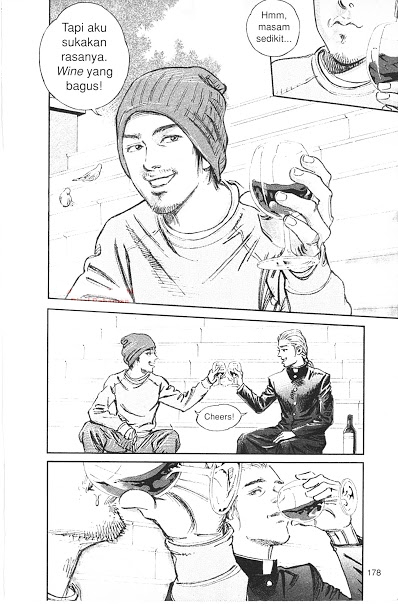 Hmm,
masam
sedikit...
Tapi aku
sukakan
rasanya.
Wine yang
bagus!
Cheers!
178